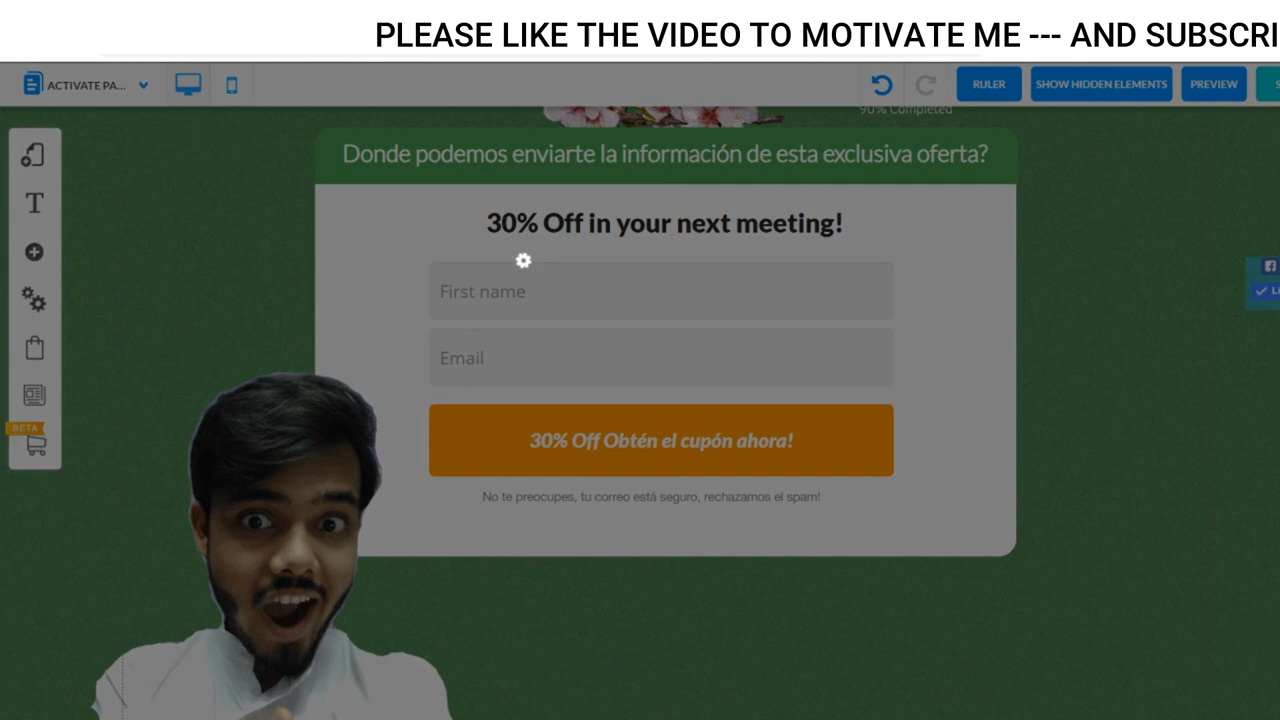 PLEASE LIKE THE VIDEO TO MOTIVATE ME --- AND SUBSCRI
ACTIVATE PA...
RULER
SHOW HIDDEN ELEMENTS
PREVIEW
S
90% Completed
Donde podemos enviarte la información de esta exclusiva oferta?
30% Off in your next meeting!
First name
Email
30% Off Obtén el cupón ahora!
No te preocupes, tu correo está seguro, rechazamos el spam!
BETA